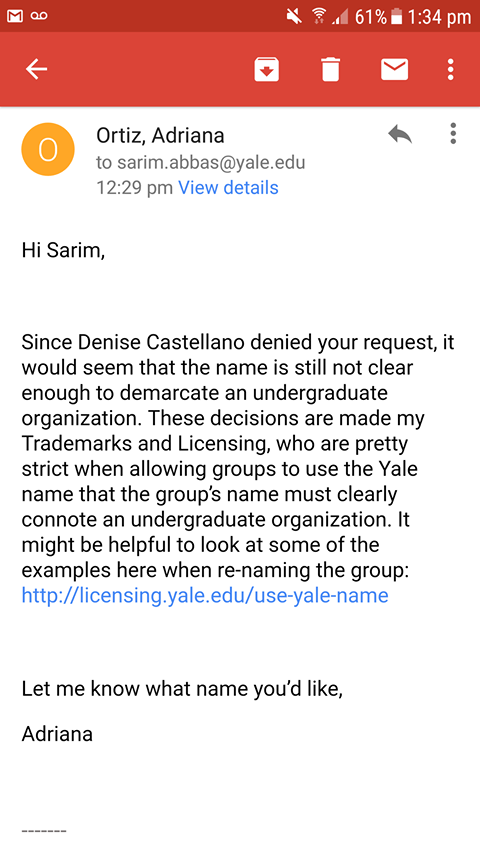 61% 1:34 pm
O
Ortiz, Adriana
to sarim.abbas@yale.edu
12:29 pm View details
Hi Sarim,
Since Denise Castellano denied your request, it
would seem that the name is still not clear
enough to demarcate an undergraduate
organization. These decisions are made my
Trademarks and Licensing, who are pretty
strict when allowing groups to use the Yale
name that the group’s name must clearly
connote an undergraduate organization. It
might be helpful to look at some of the
examples here when re-naming the group:
http://licensing.yale.edu/use-yale-name
Let me know what name you’d like,
Adriana
-------